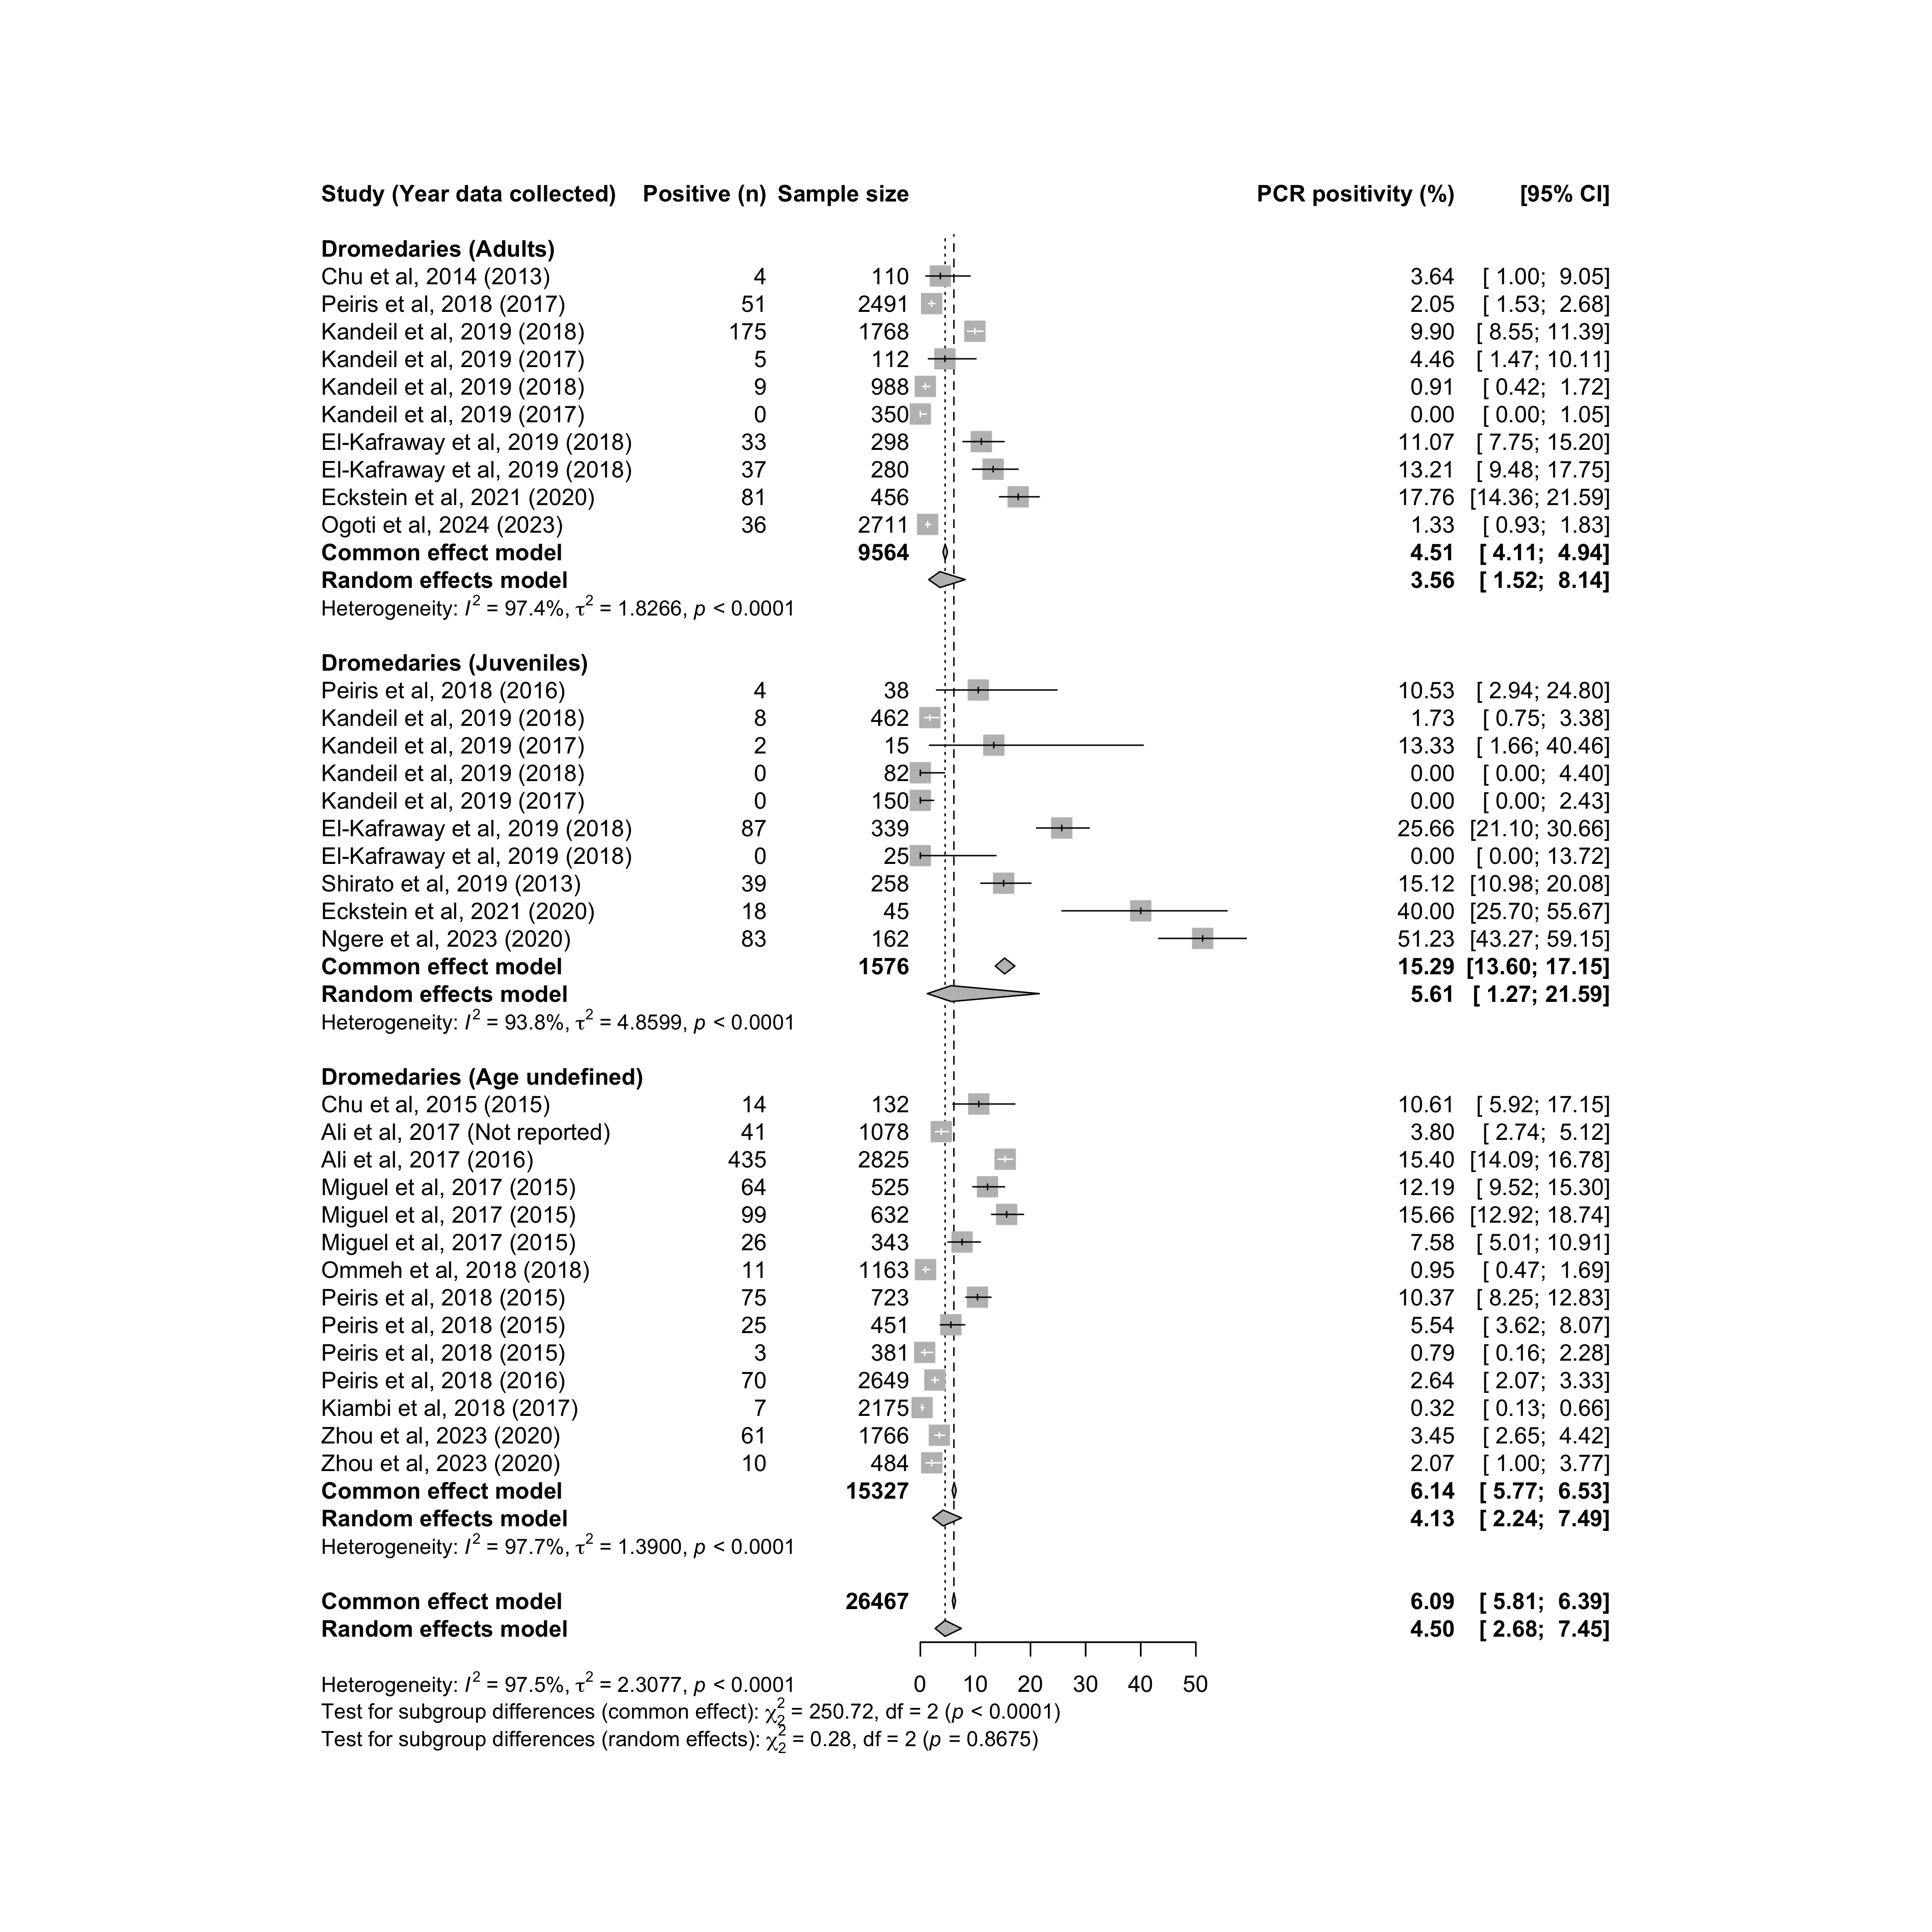 Study (Year data collected) Positive (n) Sample size PCR positivity (%) [95% CI]
Dromedaries (Adults)
Chu et al, 2014 (2013) 4 110 3.64 [ 1.00; 9.05]
Peiris et al, 2018 (2017) 51 2491 2.05 [ 1.53; 2.68]
Kandeil et al, 2019 (2018) 175 1768 9.90 [ 8.55; 11.39]
Kandeil et al, 2019 (2017) 5 112 4.46 [ 1.47; 10.11]
Kandeil et al, 2019 (2018) 9 988 0.91 [ 0.42; 1.72]
Kandeil et al, 2019 (2017) 0 350 0.00 [ 0.00; 1.05]
El-Kafraway et al, 2019 (2018) 33 298 11.07 [ 7.75; 15.20]
El-Kafraway et al, 2019 (2018) 37 280 13.21 [ 9.48; 17.75]
Eckstein et al, 2021 (2020) 81 456 17.76 [14.36; 21.59]
Ogoti et al, 2024 (2023) 36 2711 1.33 [ 0.93; 1.83]
Common effect model 9564 4.51 [ 4.11; 4.94]
Random effects model 3.56 [ 1.52; 8.14]
Heterogeneity: I² = 97.4%, τ² = 1.8266, p < 0.0001
Dromedaries (Juveniles)
Peiris et al, 2018 (2016) 4 38 10.53 [ 2.94; 24.80]
Kandeil et al, 2019 (2018) 8 462 1.73 [ 0.75; 3.38]
Kandeil et al, 2019 (2017) 2 15 13.33 [ 1.66; 40.46]
Kandeil et al, 2019 (2018) 0 82 0.00 [ 0.00; 4.40]
Kandeil et al, 2019 (2017) 0 150 0.00 [ 0.00; 2.43]
El-Kafraway et al, 2019 (2018) 87 339 25.66 [21.10; 30.66]
El-Kafraway et al, 2019 (2018) 0 25 0.00 [ 0.00; 13.72]
Shirato et al, 2019 (2013) 39 258 15.12 [10.98; 20.08]
Eckstein et al, 2021 (2020) 18 45 40.00 [25.70; 55.67]
Ngere et al, 2023 (2020) 83 162 51.23 [43.27; 59.15]
Common effect model 1576 15.29 [13.60; 17.15]
Random effects model 5.61 [ 1.27; 21.59]
Heterogeneity: I² = 93.8%, τ² = 4.8599, p < 0.0001
Dromedaries (Age undefined)
Chu et al, 2015 (2015) 14 132 10.61 [ 5.92; 17.15]
Ali et al, 2017 (Not reported) 41 1078 3.80 [ 2.74; 5.12]
Ali et al, 2017 (2016) 435 2825 15.40 [14.09; 16.78]
Miguel et al, 2017 (2015) 64 525 12.19 [ 9.52; 15.30]
Miguel et al, 2017 (2015) 99 632 15.66 [12.92; 18.74]
Miguel et al, 2017 (2015) 26 343 7.58 [ 5.01; 10.91]
Ommeh et al, 2018 (2018) 11 1163 0.95 [ 0.47; 1.69]
Peiris et al, 2018 (2015) 75 723 10.37 [ 8.25; 12.83]
Peiris et al, 2018 (2015) 25 451 5.54 [ 3.62; 8.07]
Peiris et al, 2018 (2015) 3 381 0.79 [ 0.16; 2.28]
Peiris et al, 2018 (2016) 70 2649 2.64 [ 2.07; 3.33]
Kiambi et al, 2018 (2017) 7 2175 0.32 [ 0.13; 0.66]
Zhou et al, 2023 (2020) 61 1766 3.45 [ 2.65; 4.42]
Zhou et al, 2023 (2020) 10 484 2.07 [ 1.00; 3.77]
Common effect model 15327 6.14 [ 5.77; 6.53]
Random effects model 4.13 [ 2.24; 7.49]
Heterogeneity: I² = 97.7%, τ² = 1.3900, p < 0.0001
Common effect model 26467 6.09 [ 5.81; 6.39]
Random effects model 4.50 [ 2.68; 7.45]
Heterogeneity: I² = 97.5%, τ² = 2.3077, p < 0.0001 0 10 20 30 40 50
Test for subgroup differences (common effect): χ²₂ = 250.72, df = 2 (p < 0.0001)
Test for subgroup differences (random effects): χ²₂ = 0.28, df = 2 (p = 0.8675)